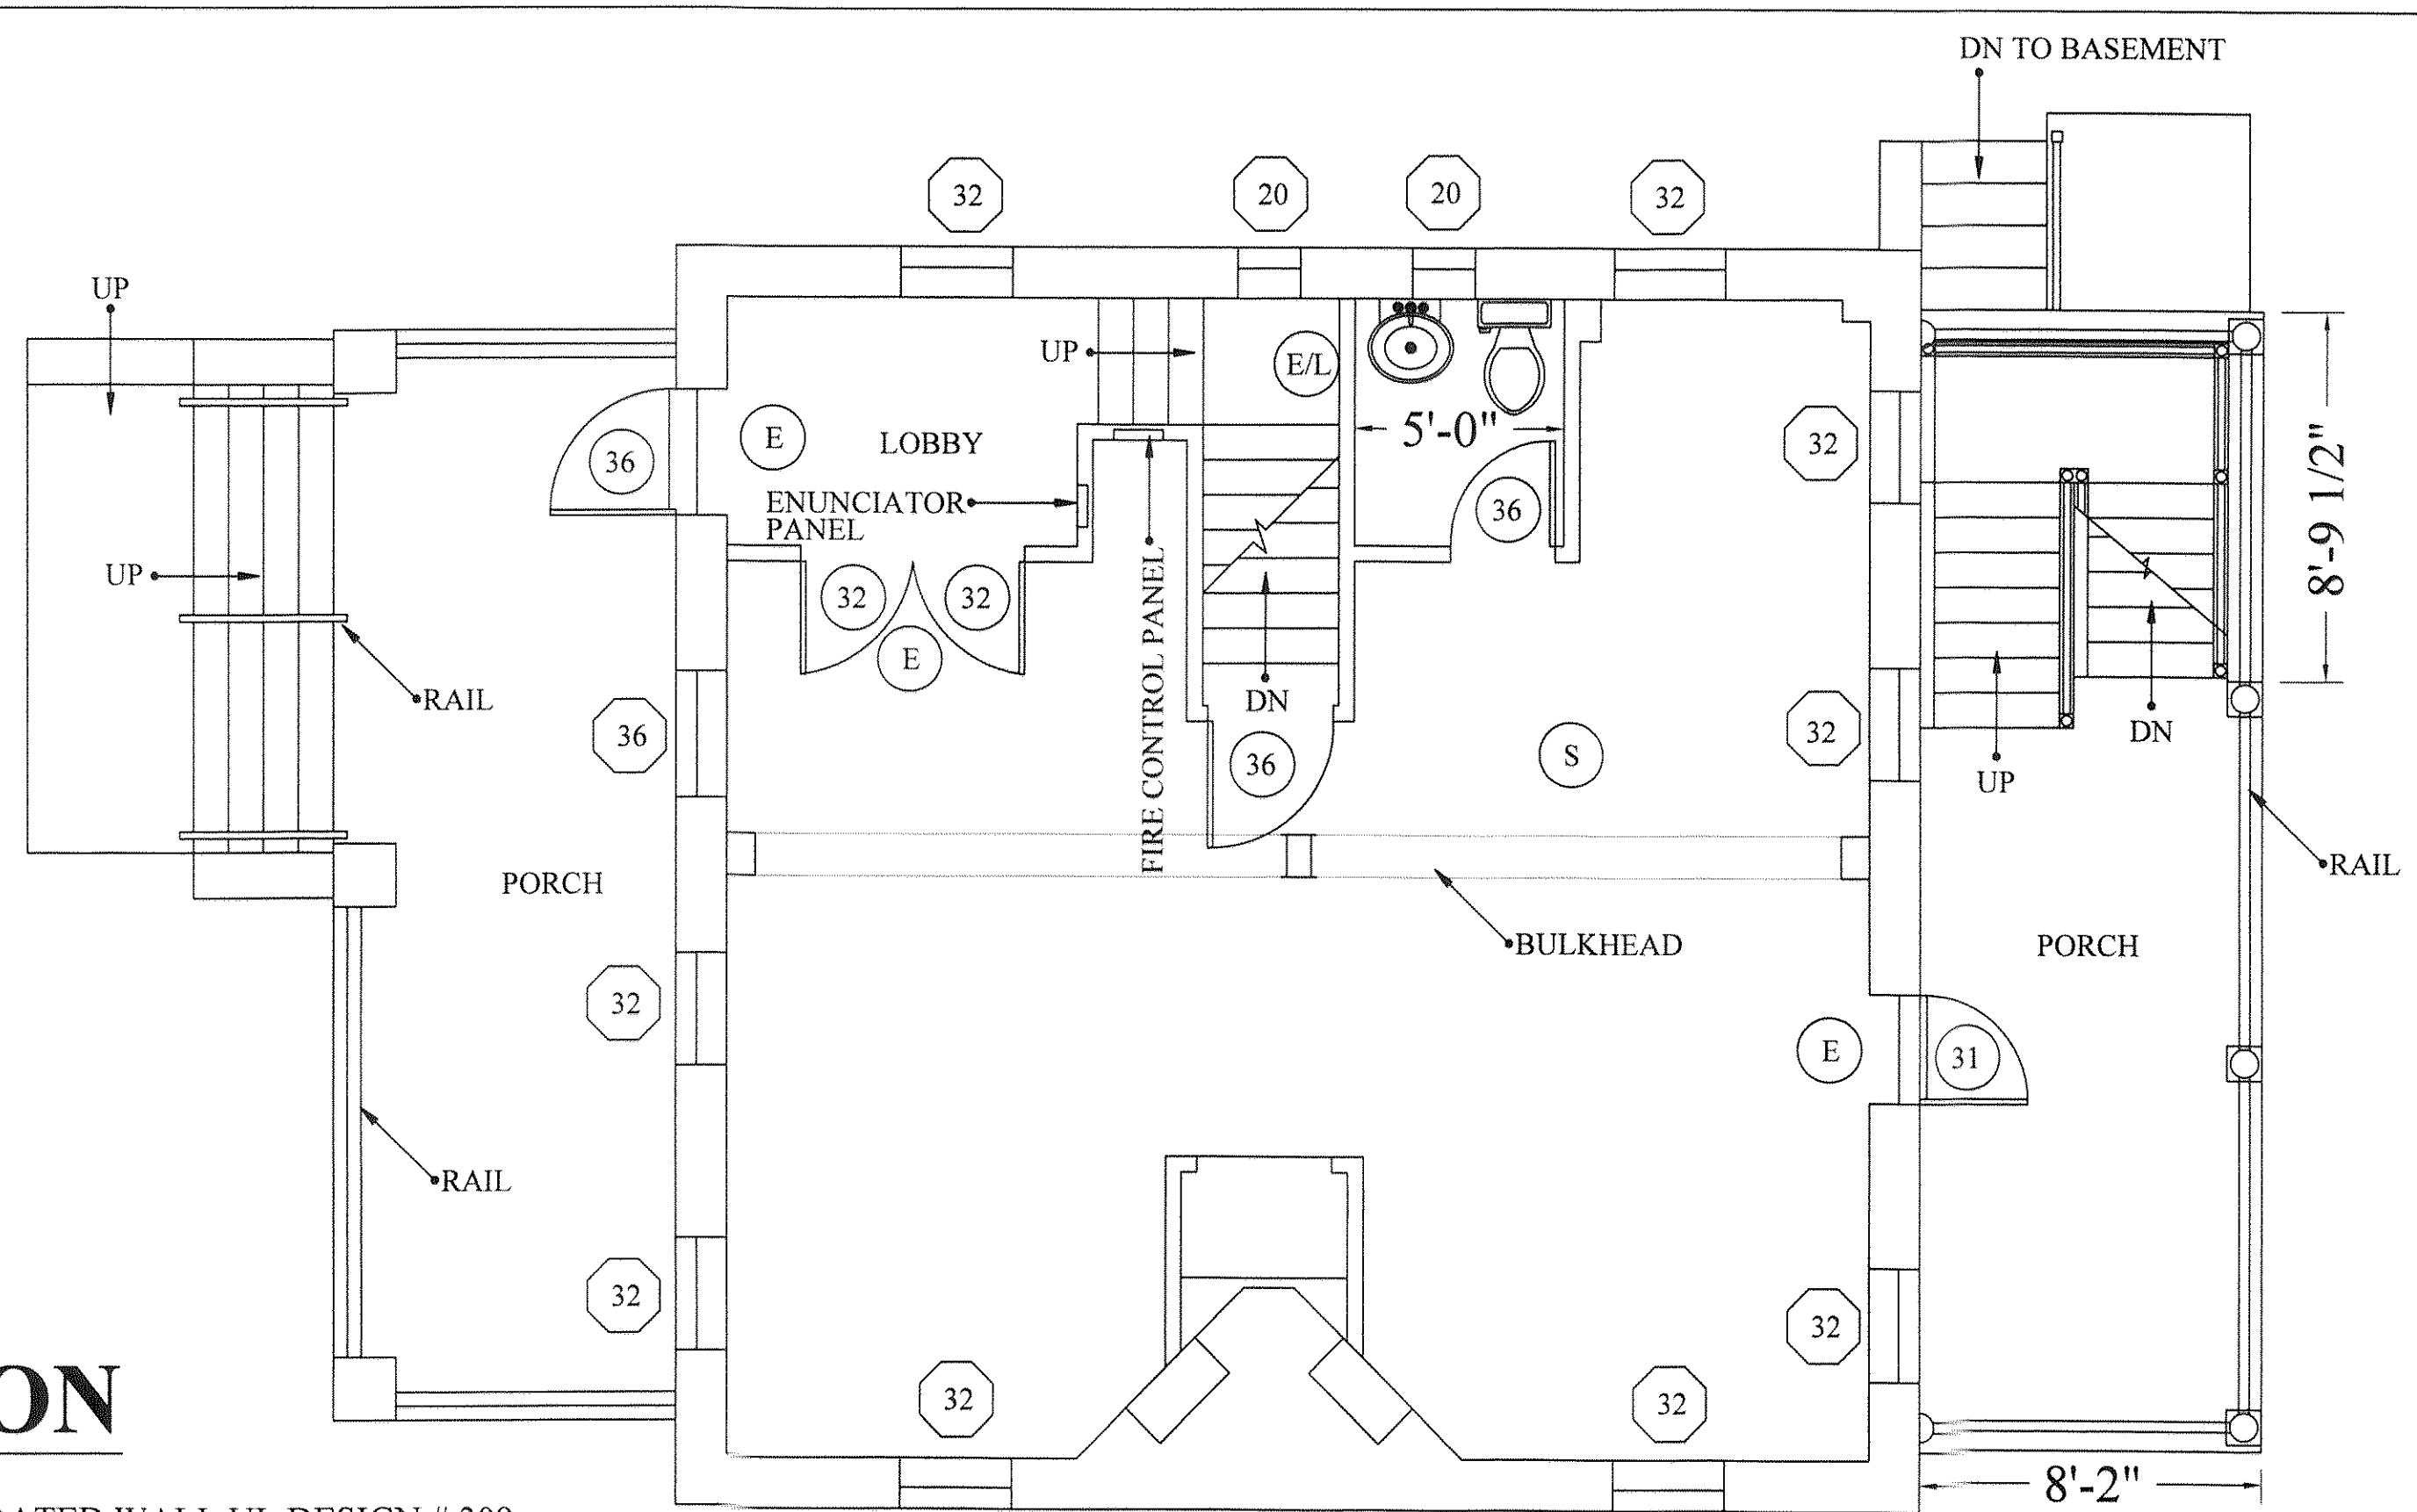 DN TO BASEMENT
32
20
20
32
UP
UP
E/L
36
E
LOBBY
5'-0"
32
8'-9 1/2"
ENUNCIATOR
PANEL
36
UP
32
32
FIRE CONTROL PANEL
E
RAIL
DN
36
36
S
32
DN
UP
RAIL
PORCH
BULKHEAD
PORCH
32
E
31
RAIL
32
32
32
32
ON
8'-2"